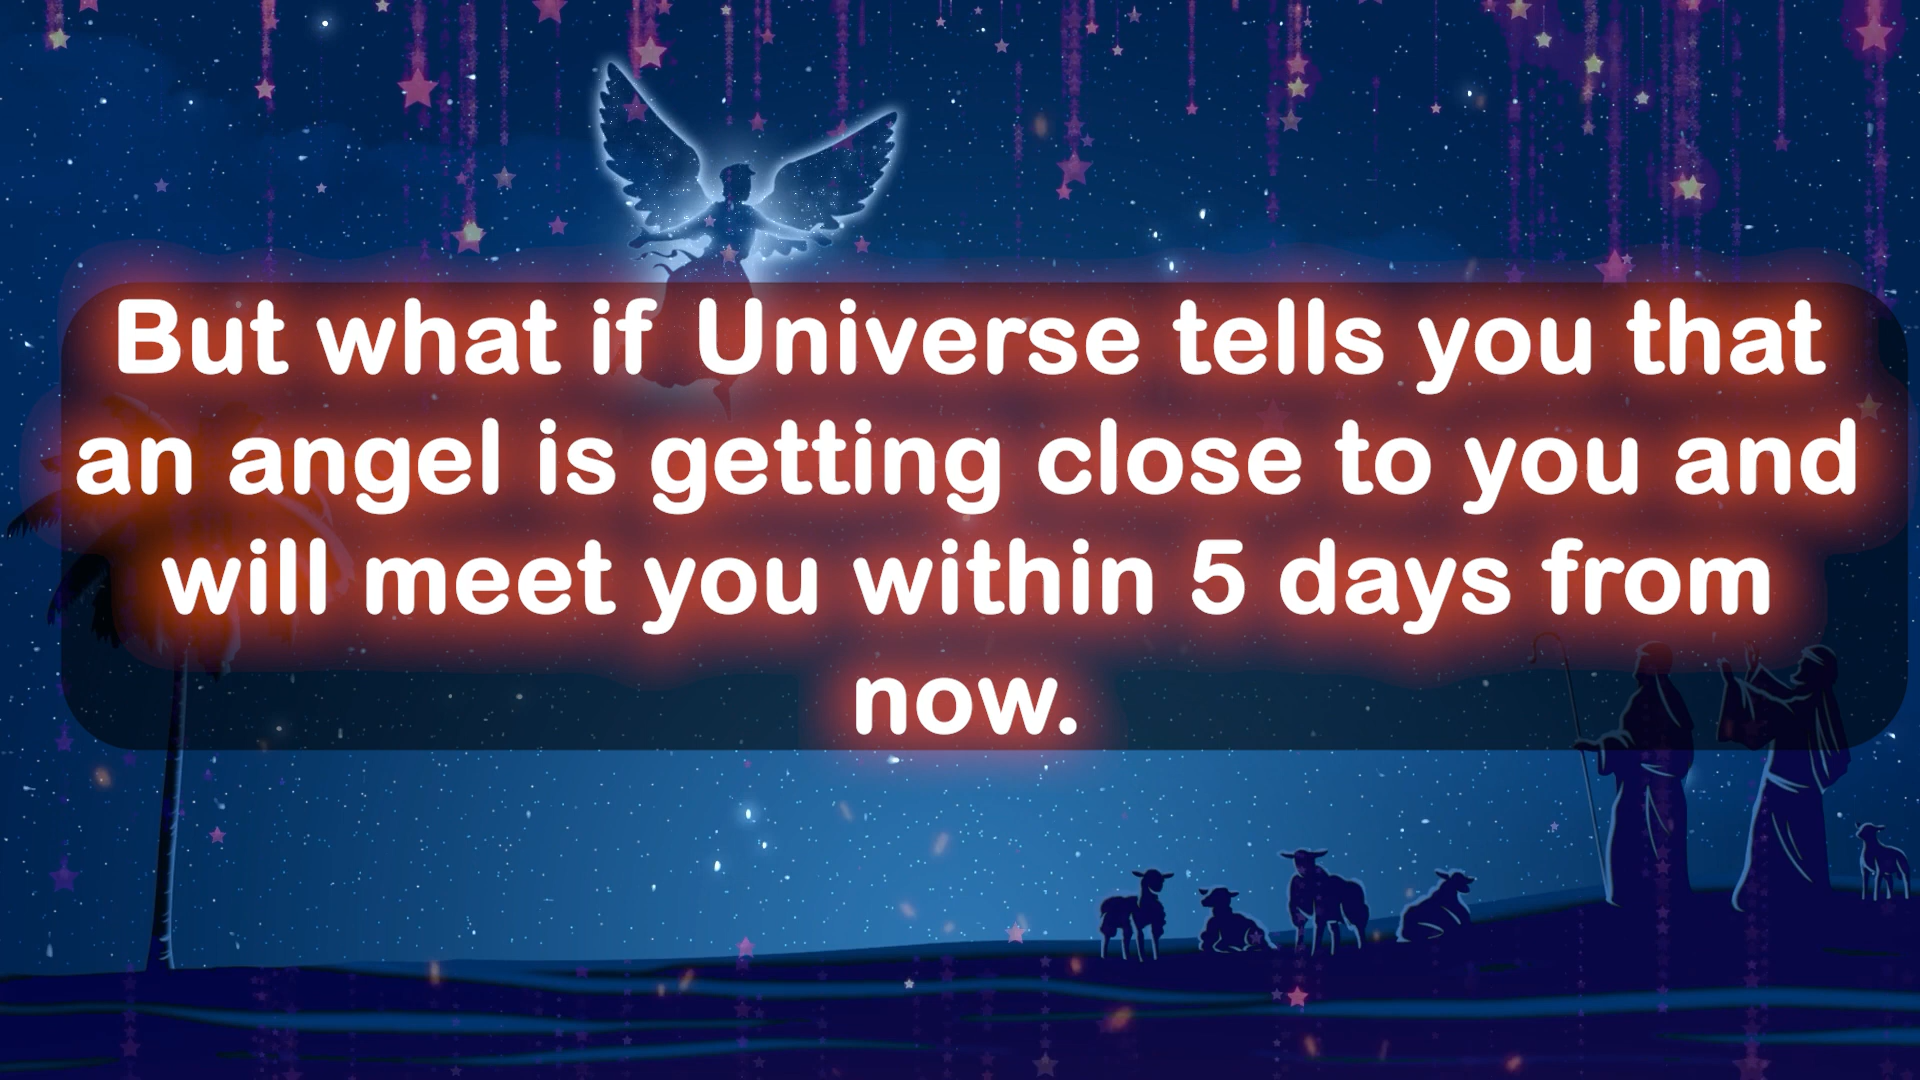 But what if Universe tells you that
an angel is getting close to you and
will meet you within 5 days from
now.